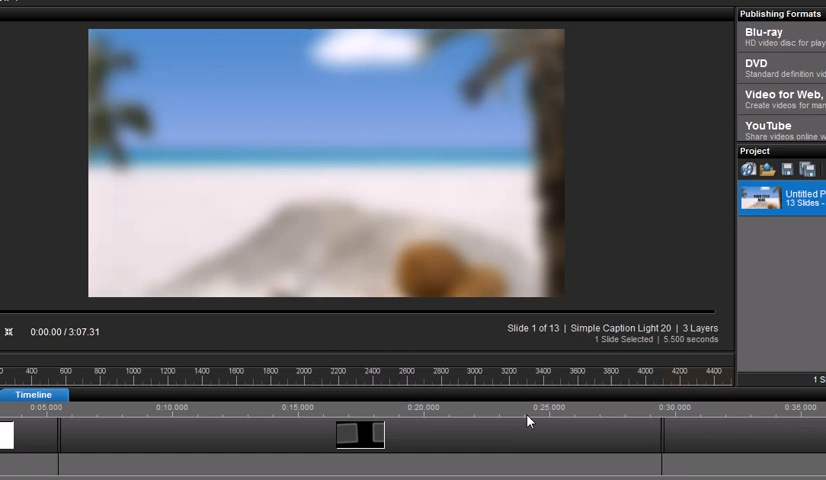 Publishing Formats
Blu-ray
HD video disc for play
DVD
Standard definition vid
Video for Web,
Create videos for man
YouTube
Share videos online w
Project
Untitled P
13 Slides -
0:00.00 / 3:07.31
Slide 1 of 13 | Simple Caption Light 20 | 3 Layers
1 Slide Selected | 5.500 seconds
0 400 600 800 1000 1200 1400 1600 1800 2000 2200 2400 2600 2800 3000 3200 3400 3600 3800 4000 4200 4400
1 S
Timeline
0:05.000 0:10.000 0:15.000 0:20.000 0:25.000 0:30.000 0:35.000